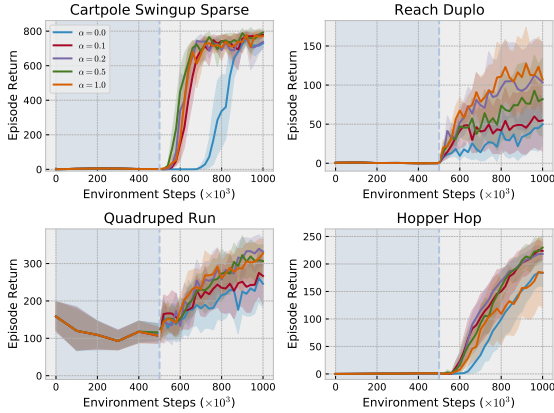 Cartpole Swingup Sparse
Episode Return
800
600
400
200
0
α = 0.0
α = 0.1
α = 0.2
α = 0.5
α = 1.0
0 200 400 600 800 1000
Environment Steps (×10³)
Reach Duplo
Episode Return
150
100
50
0
0 200 400 600 800 1000
Environment Steps (×10³)
Quadruped Run
Episode Return
300
200
100
0
0 200 400 600 800 1000
Environment Steps (×10³)
Hopper Hop
Episode Return
250
200
150
100
50
0
0 200 400 600 800 1000
Environment Steps (×10³)